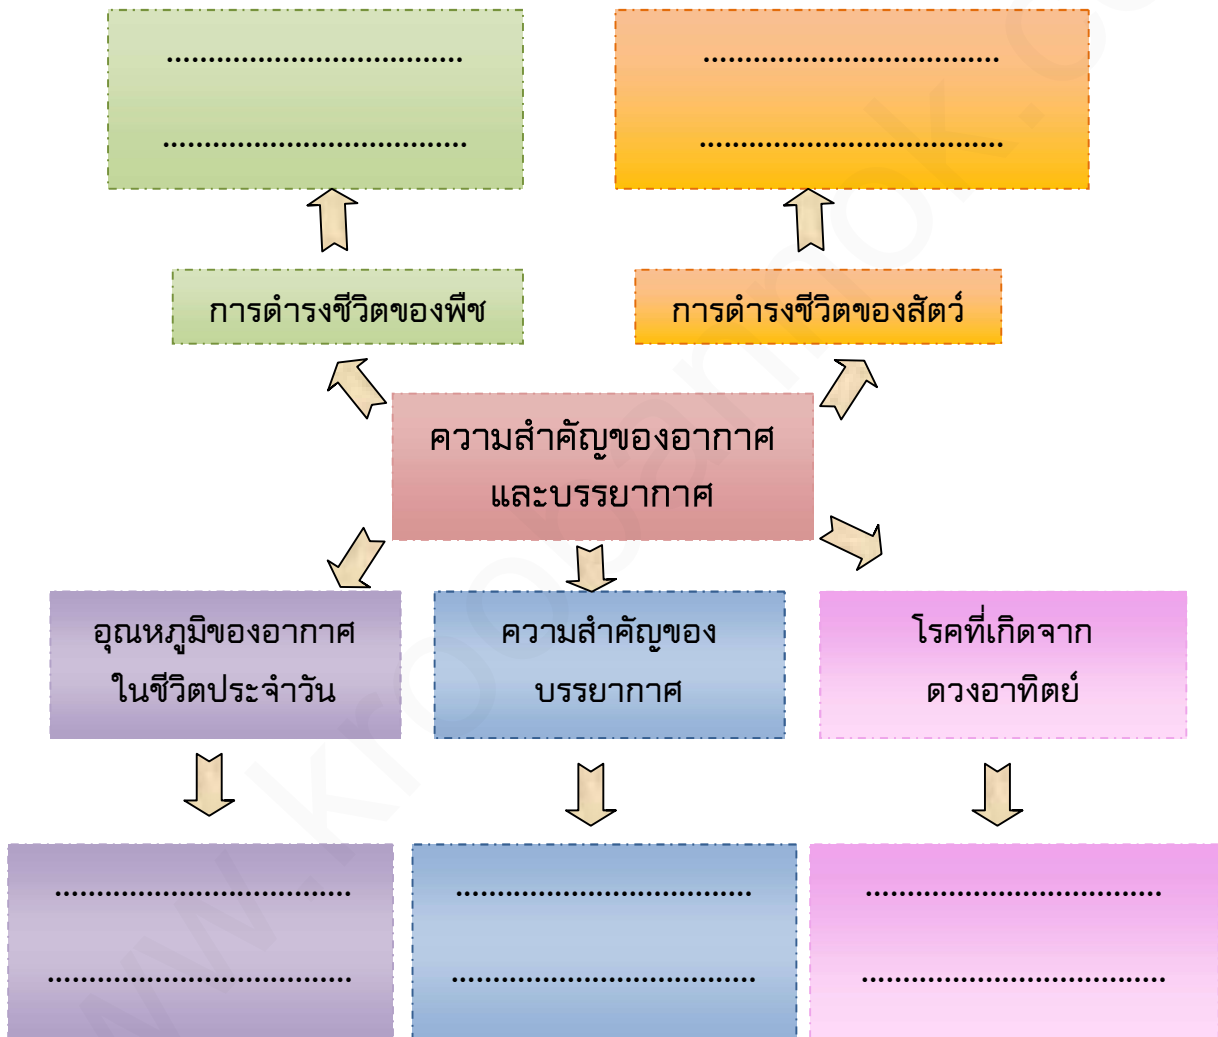 ....................................
....................................
.....................................
.....................................
การดำรงชีวิตของพืช
การดำรงชีวิตของสัตว์
ความสำคัญของอากาศ
และบรรยากาศ
อุณหภูมิของอากาศ
ในชีวิตประจำวัน
ความสำคัญของ
บรรยากาศ
โรคที่เกิดจาก
ดวงอาทิตย์
....................................
....................................
....................................
.....................................
.....................................
.....................................
www.kroobannok.co